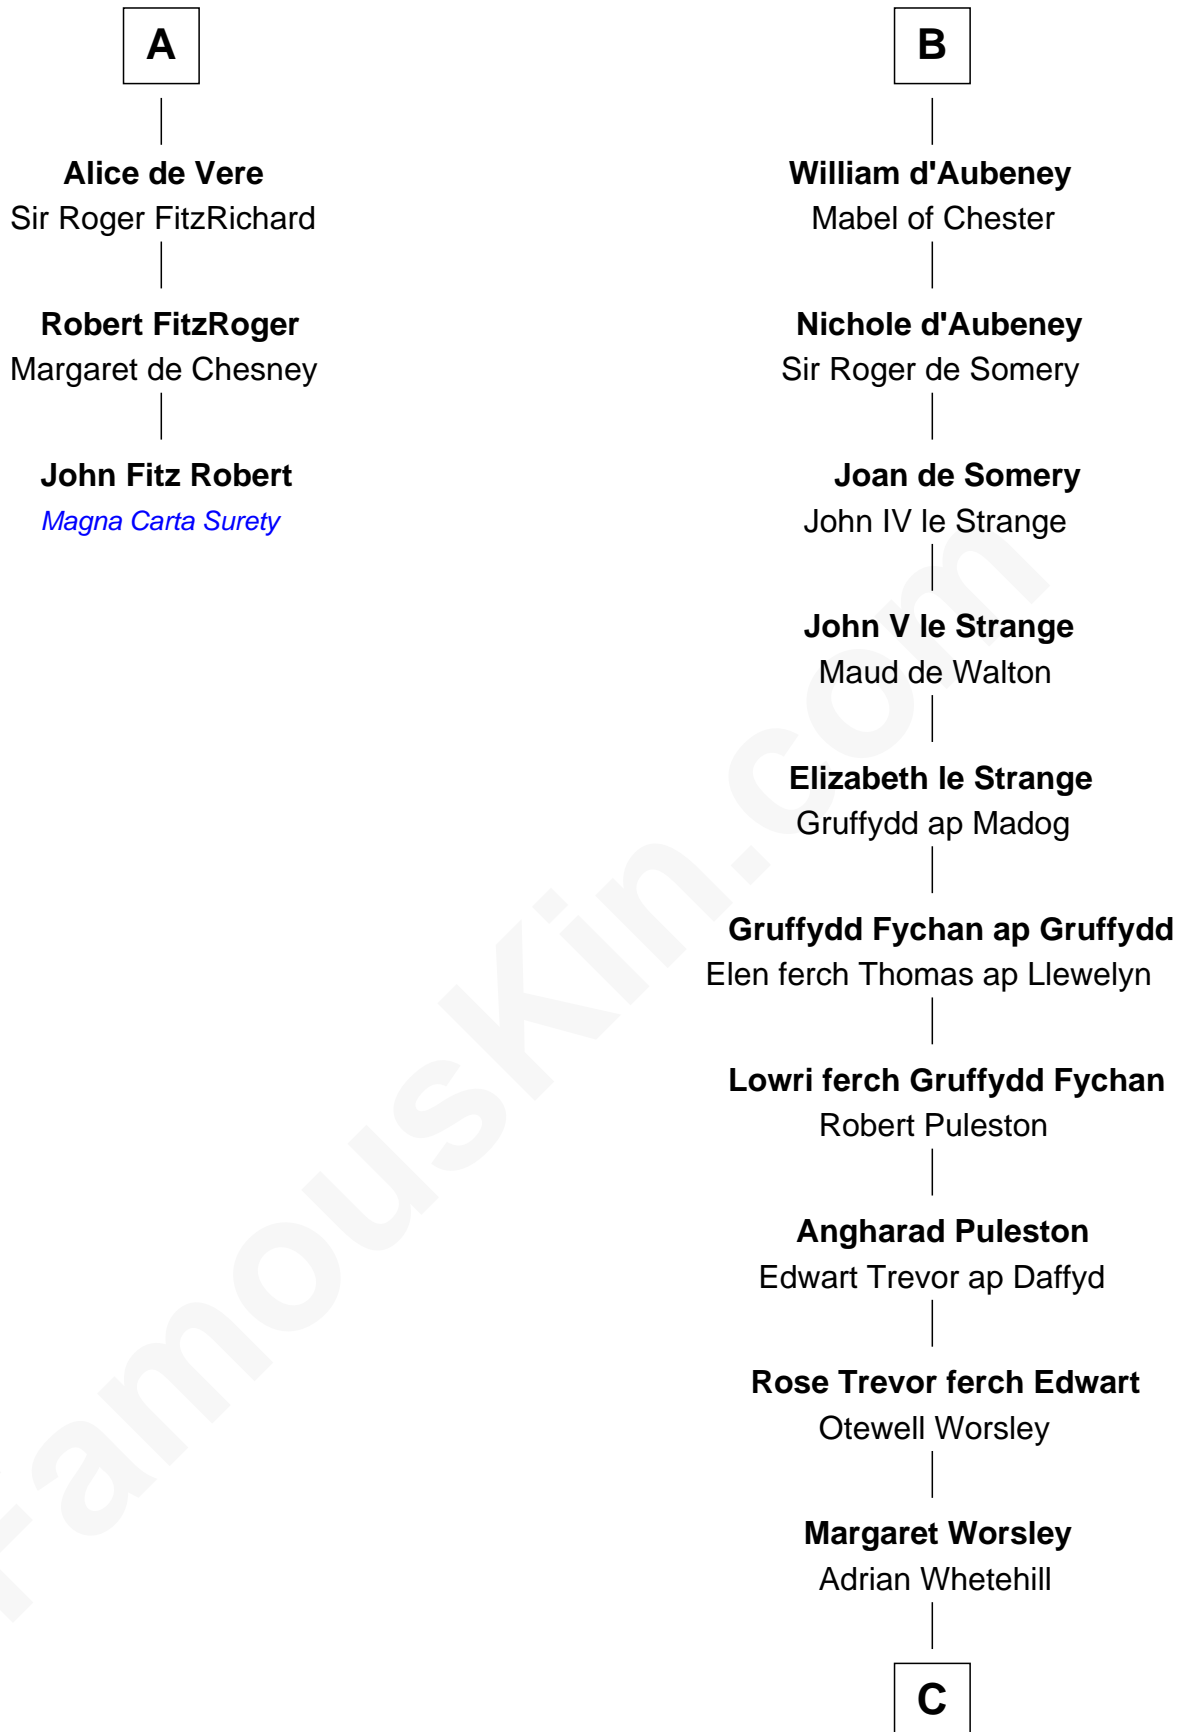 A
Alice de Vere
Sir Roger FitzRichard
Robert FitzRoger
Margaret de Chesney
John Fitz Robert
Magna Carta Surety
B
William d'Aubeney
Mabel of Chester
Nichole d'Aubeney
Sir Roger de Somery
Joan de Somery
John IV le Strange
John V le Strange
Maud de Walton
Elizabeth le Strange
Gruffydd ap Madog
Gruffydd Fychan ap Gruffydd
Elen ferch Thomas ap Llewelyn
Lowri ferch Gruffydd Fychan
Robert Puleston
Angharad Puleston
Edwart Trevor ap Daffyd
Rose Trevor ferch Edwart
Otewell Worsley
Margaret Worsley
Adrian Whetehill
C
FamousKin.com